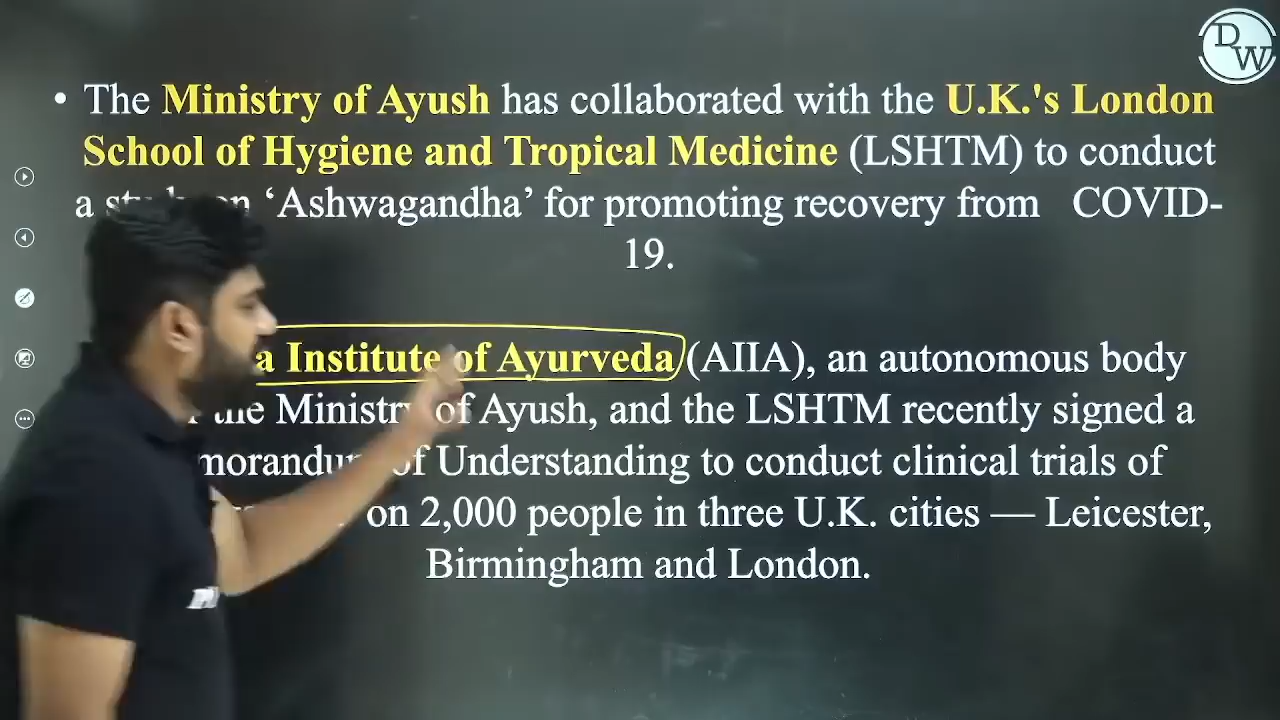 DW
• The Ministry of Ayush has collaborated with the U.K.'s London
School of Hygiene and Tropical Medicine (LSHTM) to conduct
a ‘Ashwagandha’ for promoting recovery from COVID-
19.
a Institute of Ayurveda (AIIA), an autonomous body
the Ministry of Ayush, and the LSHTM recently signed a
of Understanding to conduct clinical trials of
on 2,000 people in three U.K. cities — Leicester,
Birmingham and London.